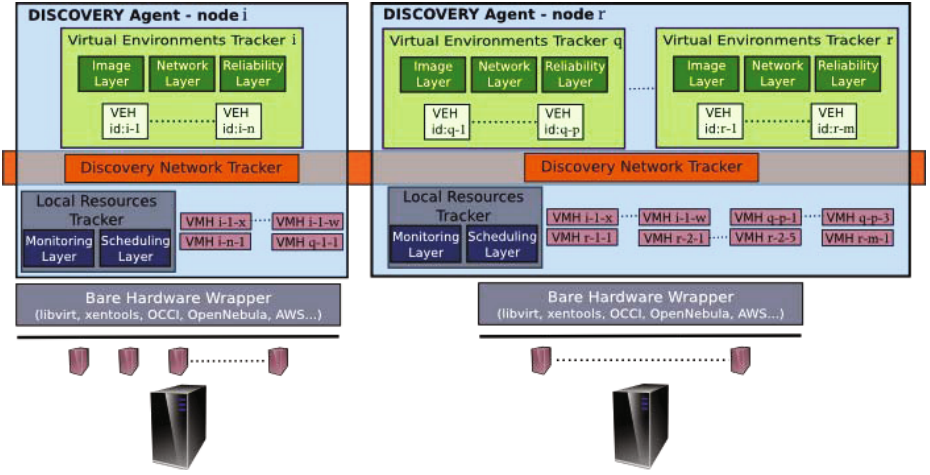 DISCOVERY Agent - node i
Virtual Environments Tracker i
Image Network Reliability
Layer Layer Layer
VEH VEH
id:i-1 id:i-n
Discovery Network Tracker
Local Resources
Tracker
Monitoring Scheduling
Layer Layer
VMH i-1-x VMH i-1-w
VMH i-n-1 VMH q-1-1
Bare Hardware Wrapper
(libvirt, xentools, OCCI, OpenNebula, AWS...)
DISCOVERY Agent - node r
Virtual Environments Tracker q
Image Network Reliability
Layer Layer Layer
VEH VEH
id:q-1 id:q-p
Virtual Environments Tracker r
Image Network Reliability
Layer Layer Layer
VEH VEH
id:r-1 id:r-m
Discovery Network Tracker
Local Resources
Tracker
Monitoring Scheduling
Layer Layer
VMH i-1-x VMH i-1-w VMH q-p-1 VMH q-p-3
VMH r-1-1 VMH r-2-1 VMH r-2-5 VMH r-m-1
Bare Hardware Wrapper
(libvirt, xentools, OCCI, OpenNebula, AWS...)